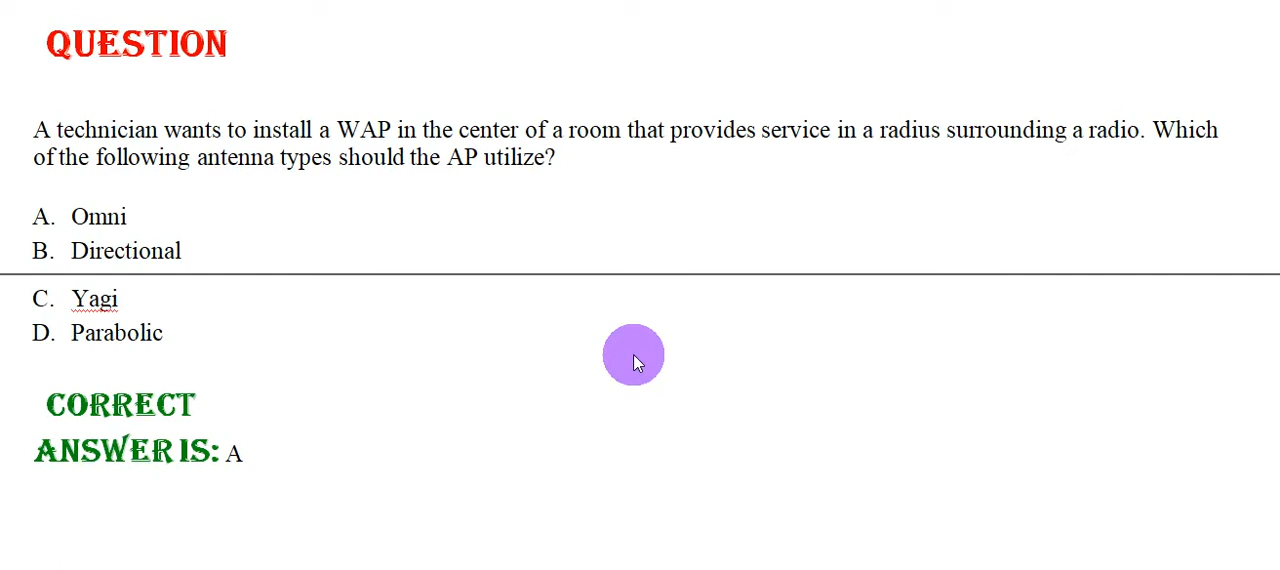 QUESTION
A technician wants to install a WAP in the center of a room that provides service in a radius surrounding a radio. Which
of the following antenna types should the AP utilize?
A. Omni
B. Directional
C. Yagi
D. Parabolic
CORRECT
ANSWER IS: A